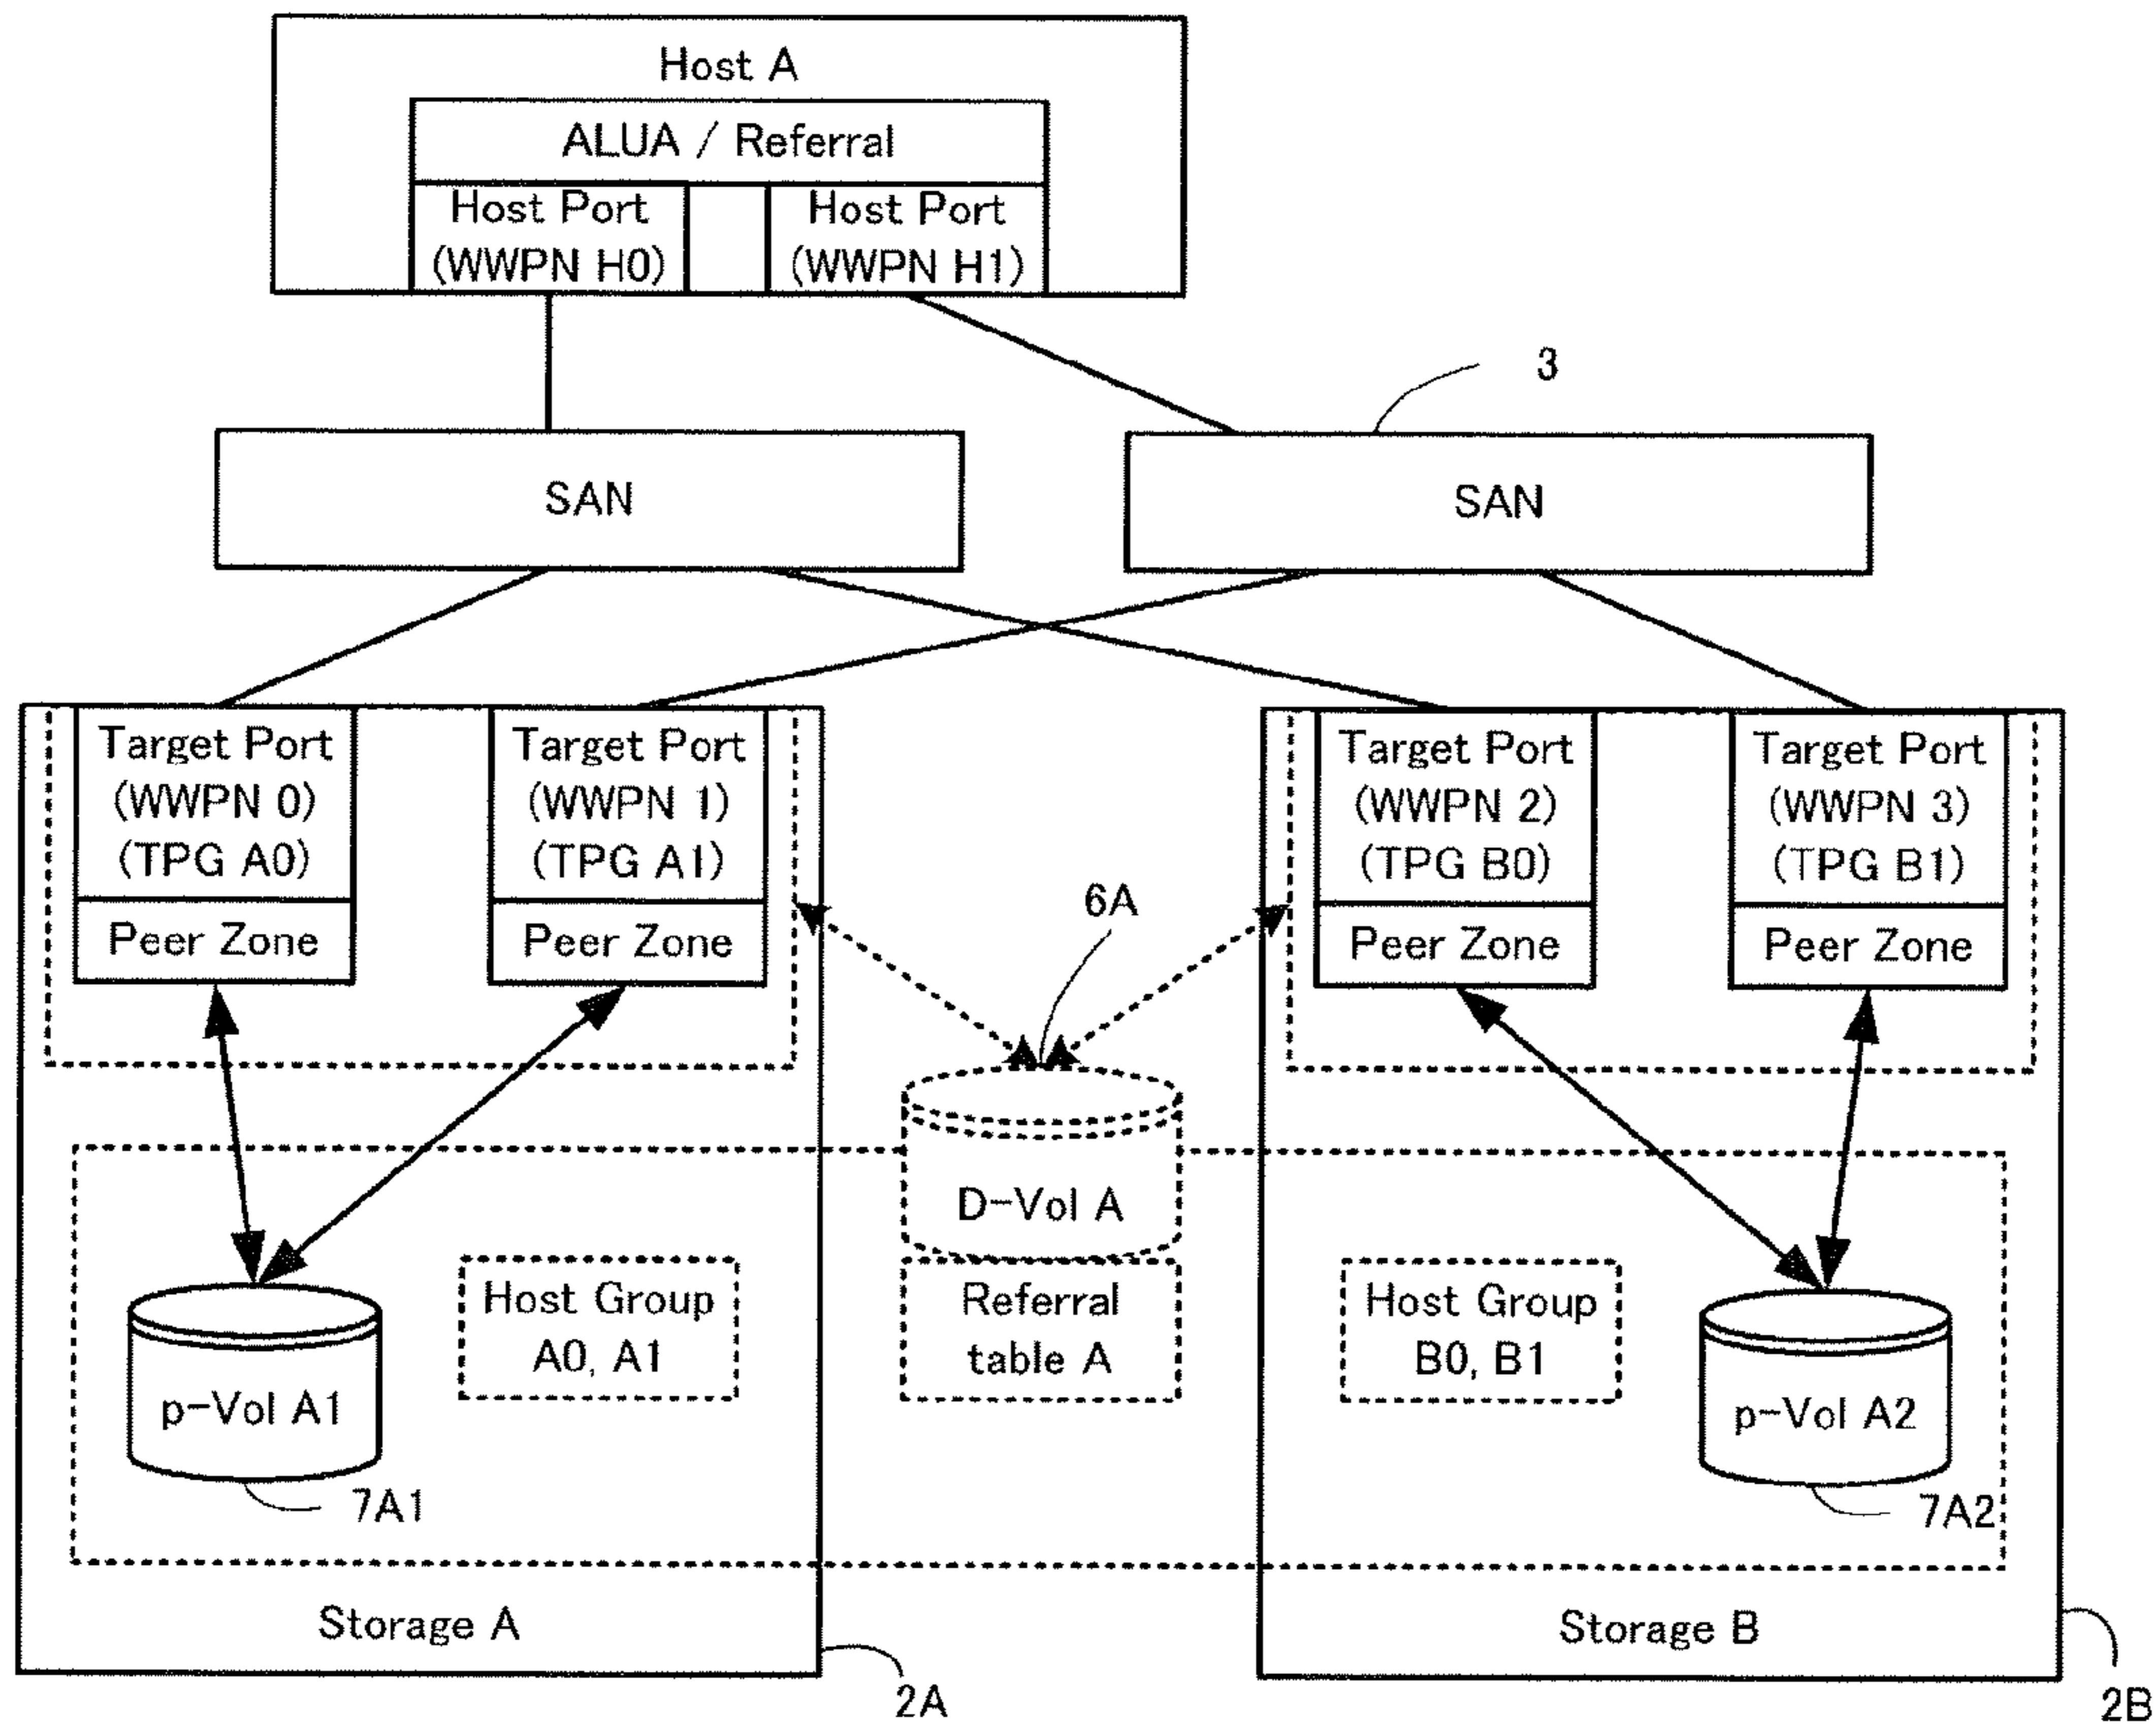 Host A
ALUA / Referral
Host Port
(WWPN H0)
Host Port
(WWPN H1)
3
SAN
SAN
Target Port
(WWPN 0)
(TPG A0)
Peer Zone
Target Port
(WWPN 1)
(TPG A1)
Peer Zone
6A
Target Port
(WWPN 2)
(TPG B0)
Peer Zone
Target Port
(WWPN 3)
(TPG B1)
Peer Zone
D-Vol A
Referral
table A
Host Group
A0, A1
p-Vol A1
7A1
Host Group
B0, B1
p-Vol A2
7A2
Storage A
2A
Storage B
2B